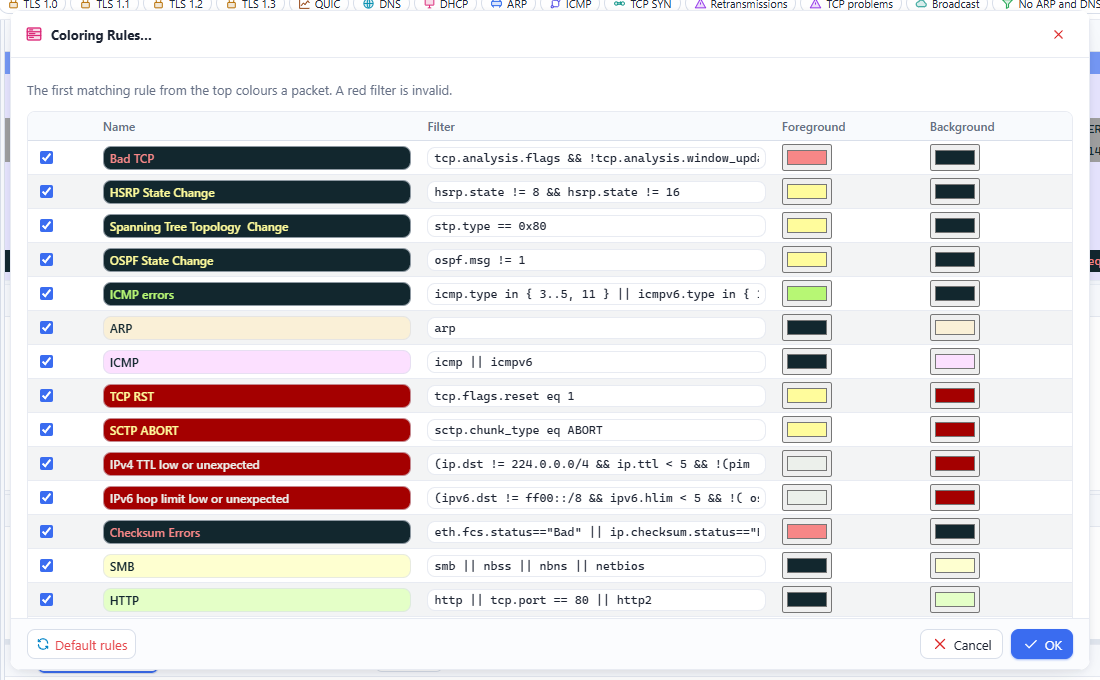 TLS 1.0 TLS 1.1 TLS 1.2 TLS 1.3 QUIC DNS DHCP ARP ICMP TCP SYN Retransmissions TCP problems Broadcast No ARP and DNS
Coloring Rules...
The first matching rule from the top colours a packet. A red filter is invalid.
Name Filter Foreground Background
Bad TCP tcp.analysis.flags && !tcp.analysis.window_upda
HSRP State Change hsrp.state != 8 && hsrp.state != 16
Spanning Tree Topology  Change stp.type == 0x80
OSPF State Change ospf.msg != 1
ICMP errors icmp.type in { 3..5, 11 } || icmpv6.type in {
ARP arp
ICMP icmp || icmpv6
TCP RST tcp.flags.reset eq 1
SCTP ABORT sctp.chunk_type eq ABORT
IPv4 TTL low or unexpected (ip.dst != 224.0.0.0/4 && ip.ttl < 5 && !(pim
IPv6 hop limit low or unexpected (ipv6.dst != ff00::/8 && ipv6.hlim < 5 && !( os
Checksum Errors eth.fcs.status=="Bad" || ip.checksum.status=="
SMB smb || nbss || nbns || netbios
HTTP http || tcp.port == 80 || http2
Default rules Cancel OK